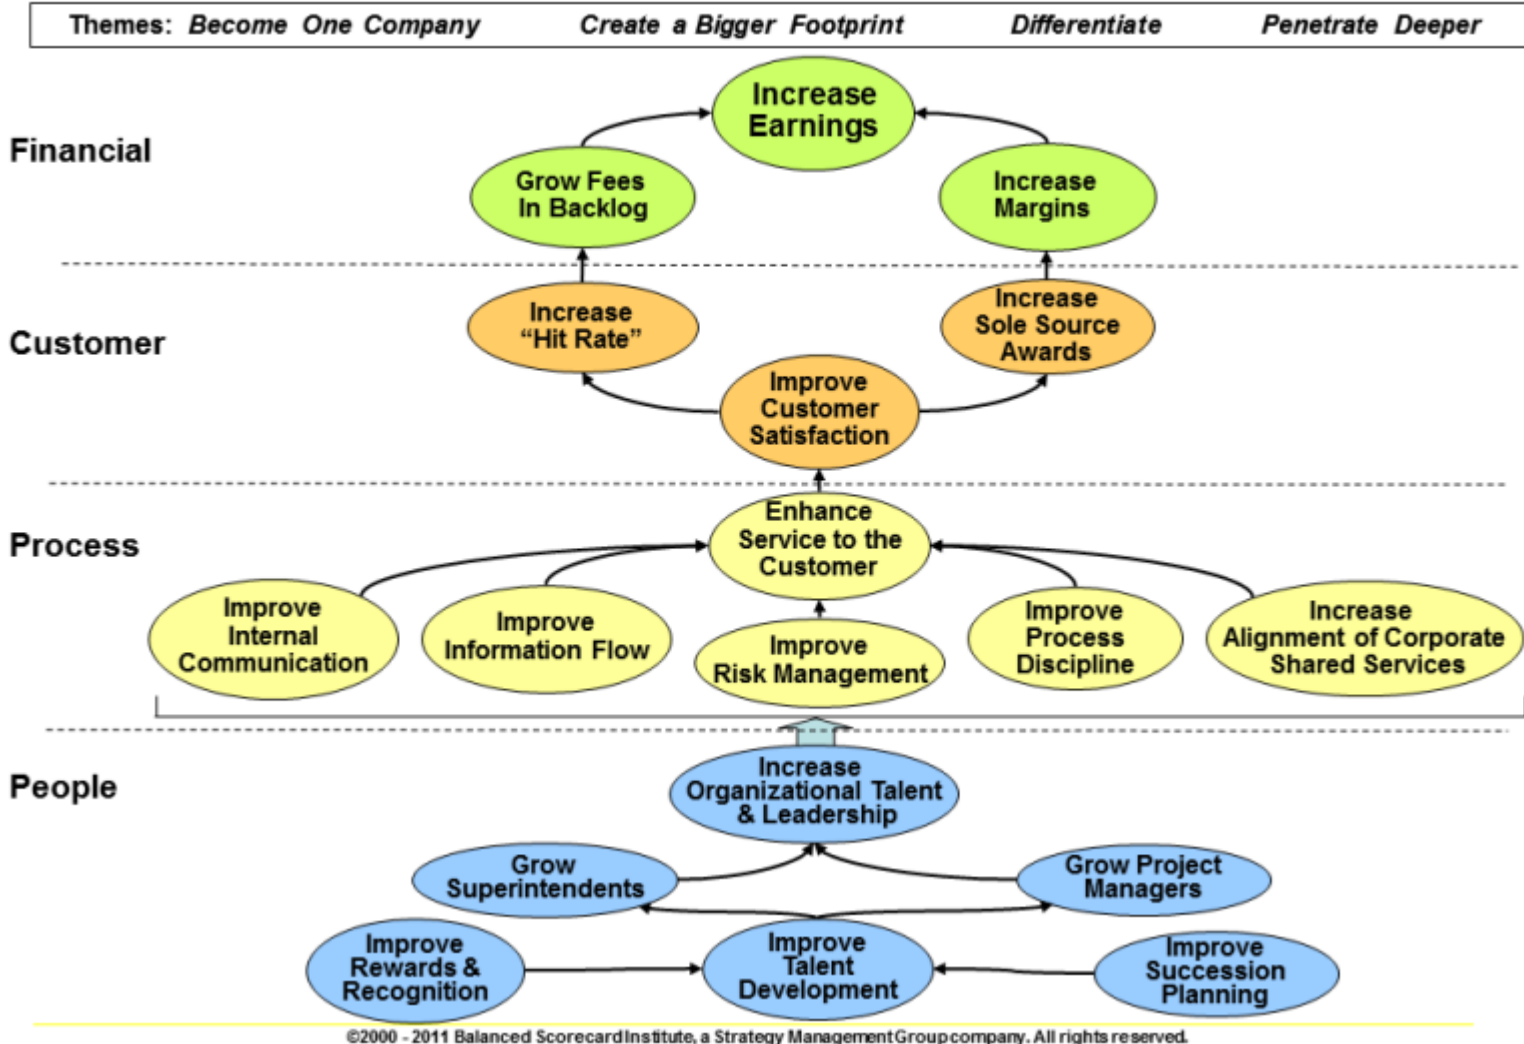 Themes: Become One Company Create a Bigger Footprint Differentiate Penetrate Deeper
Financial
Increase
Earnings
Grow Fees
In Backlog
Increase
Margins
Customer
Increase
“Hit Rate”
Increase
Sole Source
Awards
Improve
Customer
Satisfaction
Process
Enhance
Service to the
Customer
Improve
Internal
Communication
Improve
Information Flow
Improve
Risk Management
Improve
Process
Discipline
Increase
Alignment of Corporate
Shared Services
People
Increase
Organizational Talent
& Leadership
Grow
Superintendents
Grow Project
Managers
Improve
Rewards &
Recognition
Improve
Talent
Development
Improve
Succession
Planning
©2000 - 2011 Balanced Scorecard Institute, a Strategy Management Group company. All rights reserved.